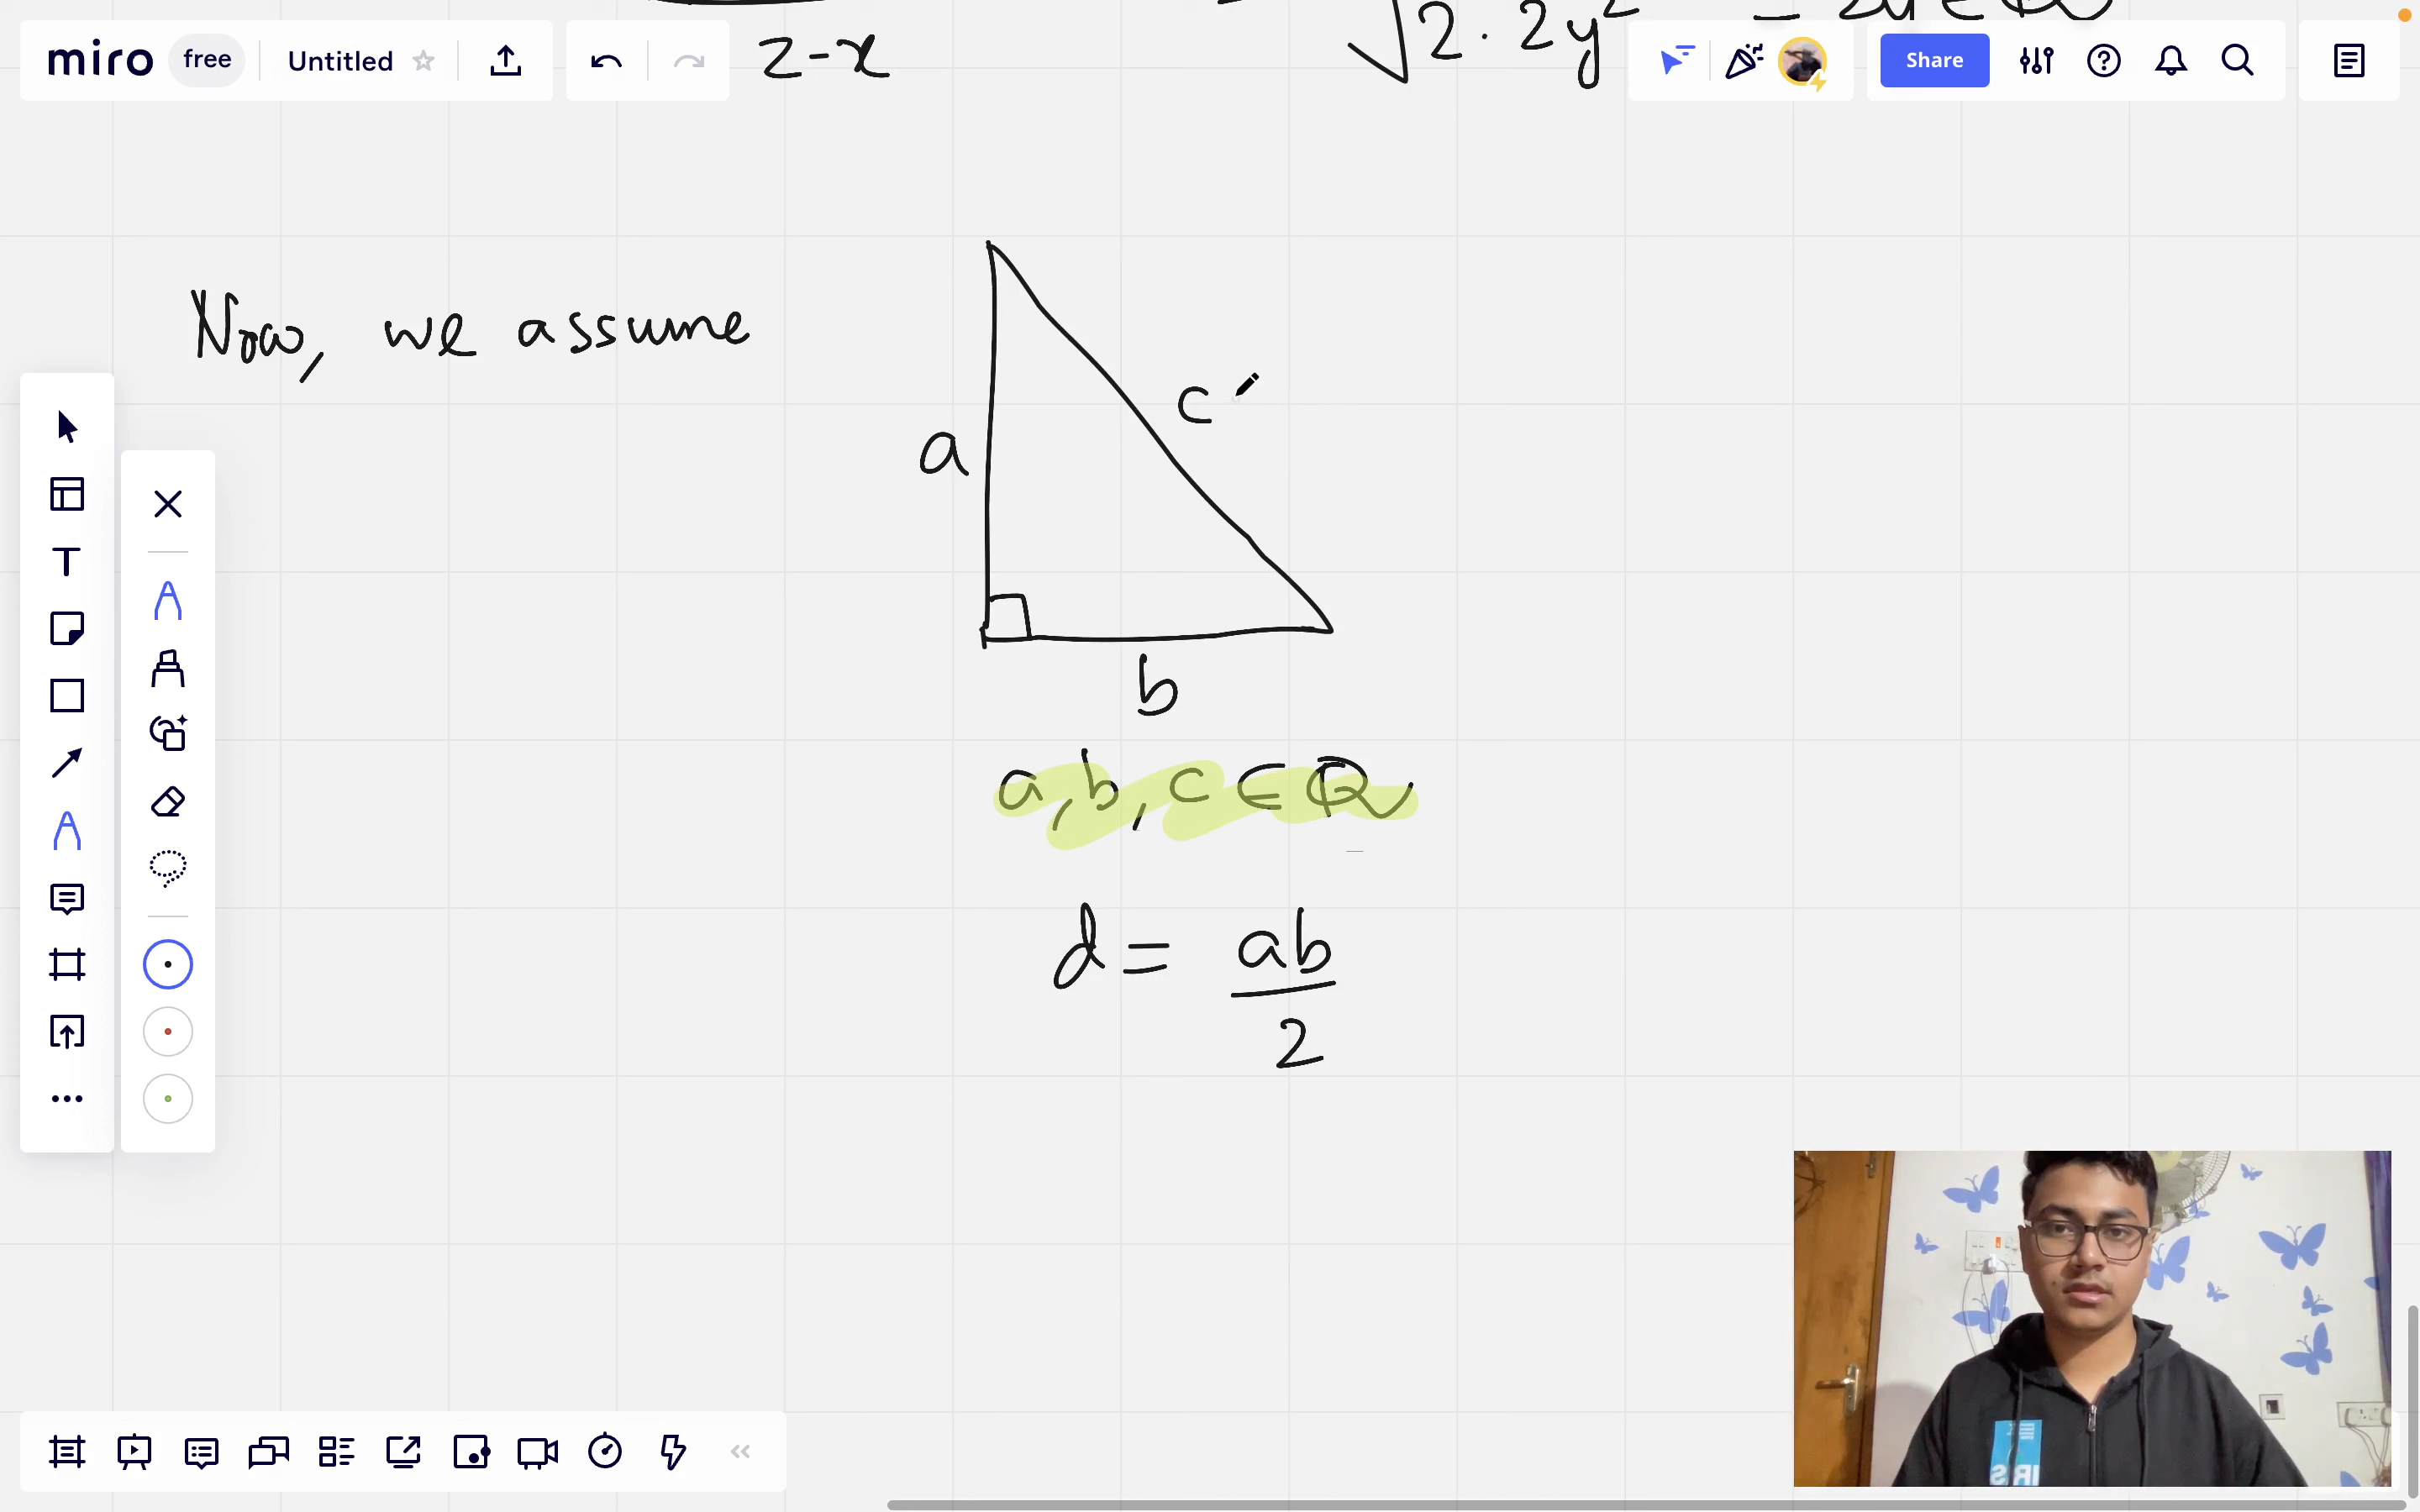 z-x
√2·2y²
miro free Untitled
Share
Now, we assume
a
c
b
a, b, c ∈ ℚ
d = ab/2
T